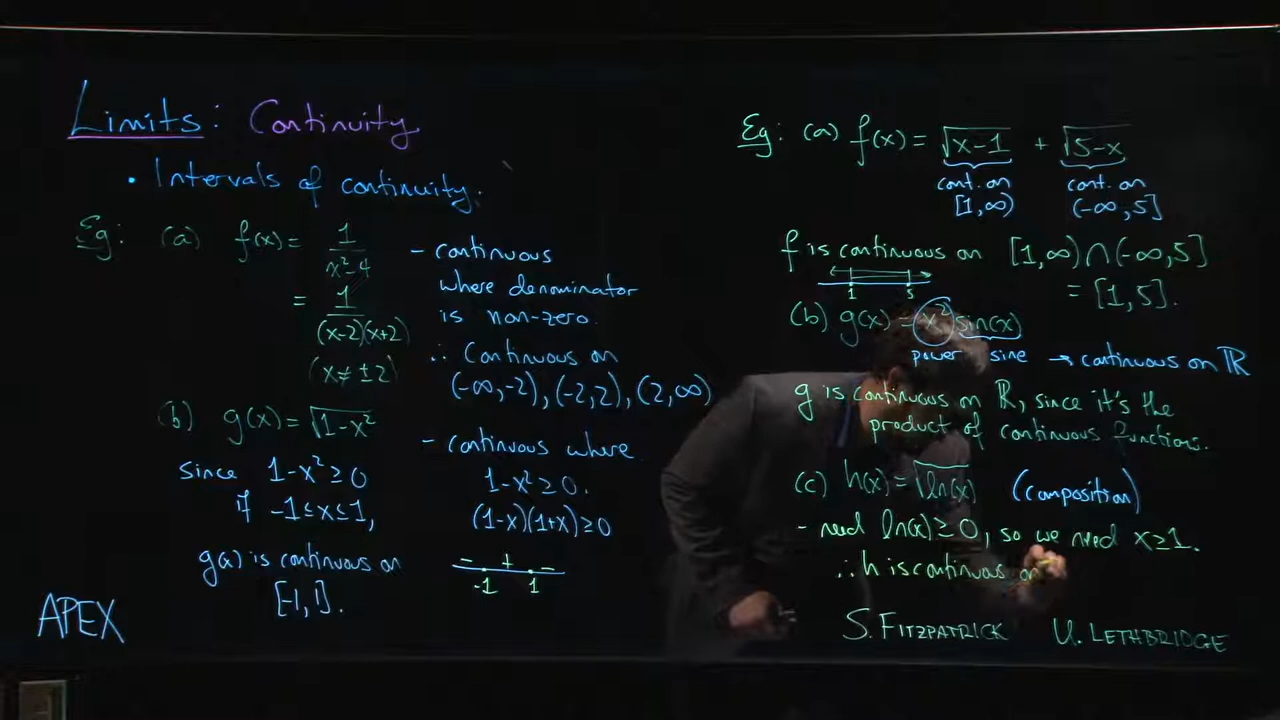 Limits: Continuity
• Intervals of continuity.
Eg: (a) f(x) = 1/(x²-4)
= 1/((x-2)(x+2))
(x ≠ ±2)
- continuous
where denominator
is non-zero.
∴ Continuous on
(-∞,-2), (-2,2), (2,∞)
(b) g(x) = √(1-x²)
since 1-x² ≥ 0
if -1 ≤ x ≤ 1,
g(x) is continuous on
[-1,1].
- continuous where
1-x² ≥ 0.
(1-x)(1+x) ≥ 0
- + -
-1 1
APEX
Eg: (a) f(x) = √(x-1) + √(5-x)
cont. on cont. on
[1,∞) (-∞,5]
f is continuous on [1,∞) ∩ (-∞,5]
= [1,5].
1 5
(b) g(x) = x² sin(x)
power sine → continuous on ℝ
g is continuous on ℝ, since it's the
product of continuous functions.
(c) h(x) = √ln(x) (composition)
- need ln(x) ≥ 0, so we need x ≥ 1.
∴ h is continuous on
S. FITZPATRICK U. LETHBRIDGE